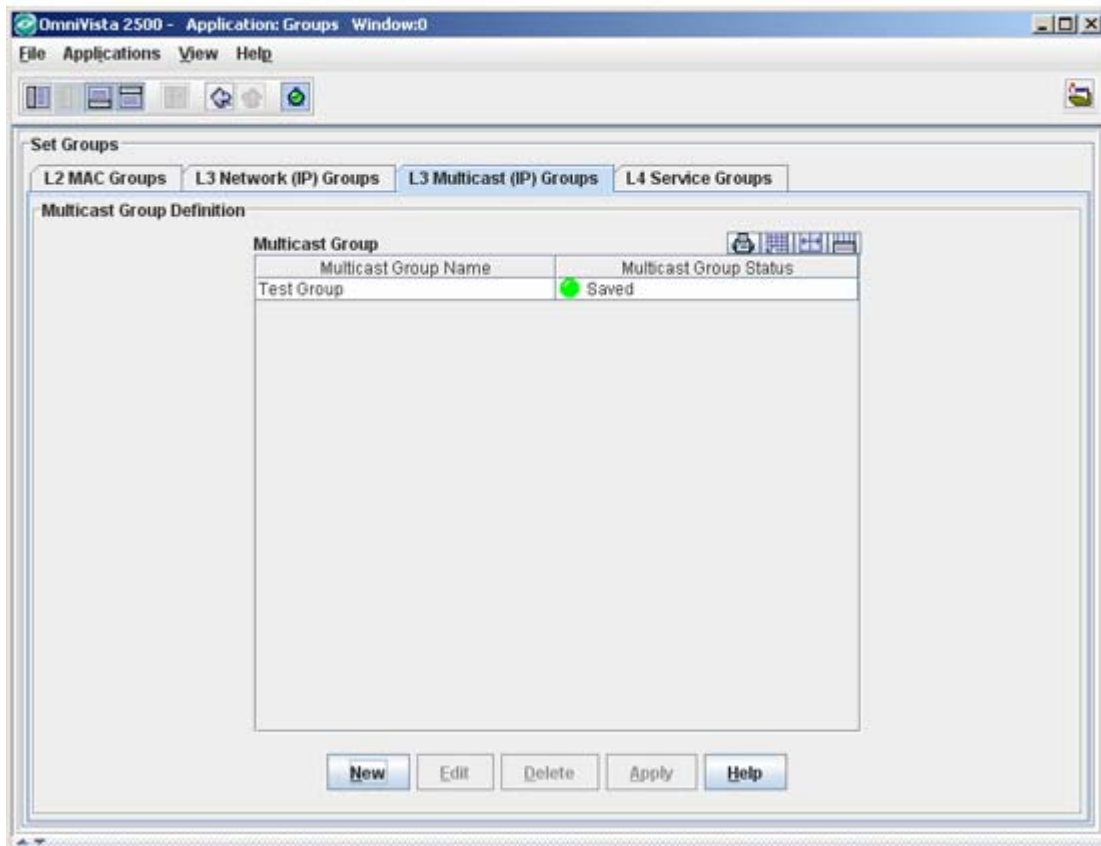 OmniVista 2500 - Application: Groups Window:0
File Applications View Help
Set Groups
L2 MAC Groups L3 Network (IP) Groups L3 Multicast (IP) Groups L4 Service Groups
Multicast Group Definition
Multicast Group
Multicast Group Name Multicast Group Status
Test Group Saved
New Edit Delete Apply Help